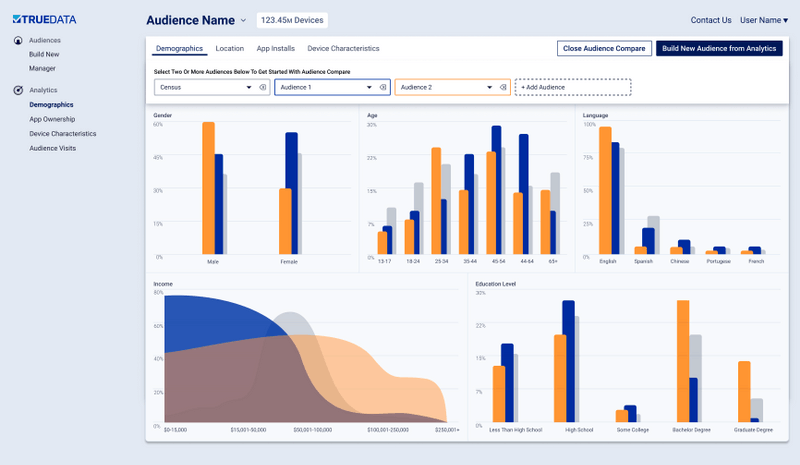 TRUEDATA
Audience Name
123.45M Devices
Contact Us
User Name
Audiences
Build New
Manager
Analytics
Demographics
App Ownership
Device Characteristics
Audience Visits
Demographics Location App Installs Device Characteristics
Close Audience Compare
Build New Audience from Analytics
Select Two Or More Audiences Below To Get Started With Audience Compare
Census
Audience 1
Audience 2
+ Add Audience
Gender
60%
45%
30%
15%
0%
Male Female
Age
30%
22%
15%
7%
0%
13-17 18-24 25-34 35-44 45-54 44-64 65+
Language
100%
75%
50%
25%
0%
English Spanish Chinese Portugese French
Income
80%
60%
40%
20%
0%
$0-15,000 $15,001-50,000 $50,001-100,000 $100,001-250,000 $250,001+
Education Level
30%
22%
15%
7%
0%
Less Than High School High School Some College Bachelor Degree Graduate Degree